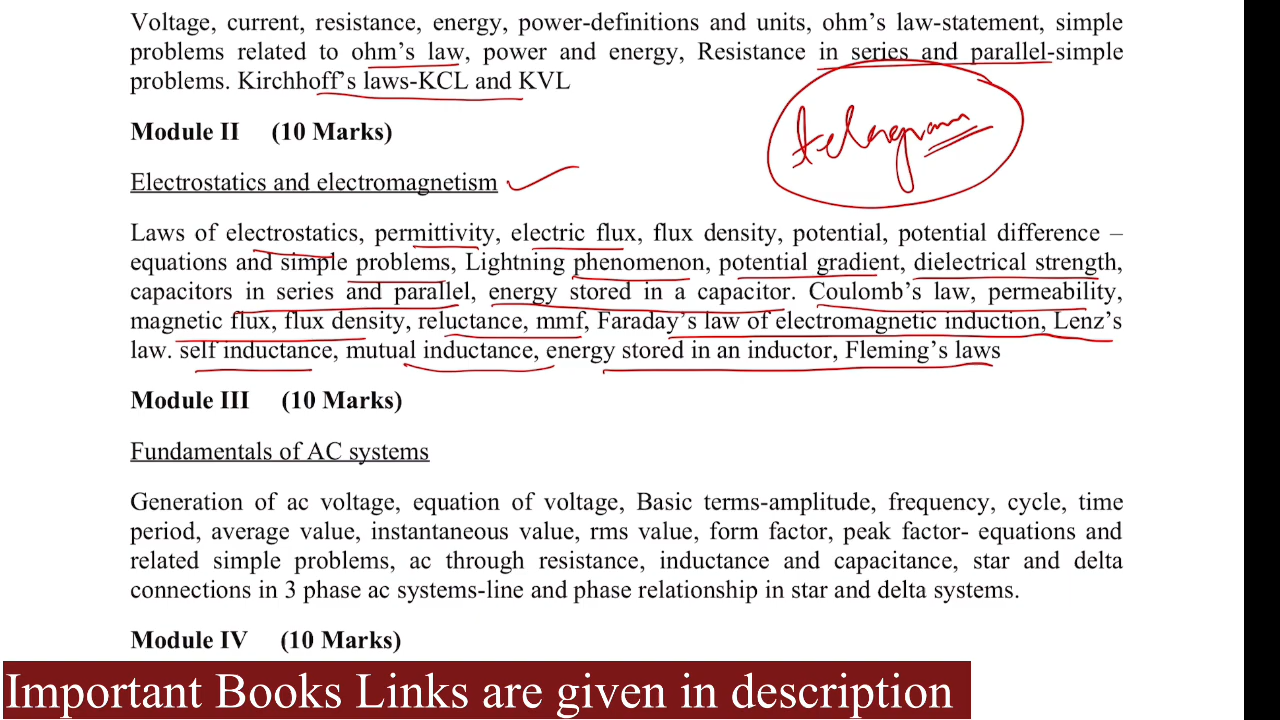 Voltage, current, resistance, energy, power-definitions and units, ohm's law-statement, simple
problems related to ohm's law, power and energy, Resistance in series and parallel-simple
problems. Kirchhoff's laws-KCL and KVL
Module II (10 Marks)
telegram
Electrostatics and electromagnetism
Laws of electrostatics, permittivity, electric flux, flux density, potential, potential difference –
equations and simple problems, Lightning phenomenon, potential gradient, dielectrical strength,
capacitors in series and parallel, energy stored in a capacitor. Coulomb's law, permeability,
magnetic flux, flux density, reluctance, mmf, Faraday's law of electromagnetic induction, Lenz's
law. self inductance, mutual inductance, energy stored in an inductor, Fleming's laws
Module III (10 Marks)
Fundamentals of AC systems
Generation of ac voltage, equation of voltage, Basic terms-amplitude, frequency, cycle, time
period, average value, instantaneous value, rms value, form factor, peak factor- equations and
related simple problems, ac through resistance, inductance and capacitance, star and delta
connections in 3 phase ac systems-line and phase relationship in star and delta systems.
Module IV (10 Marks)
Important Books Links are given in description